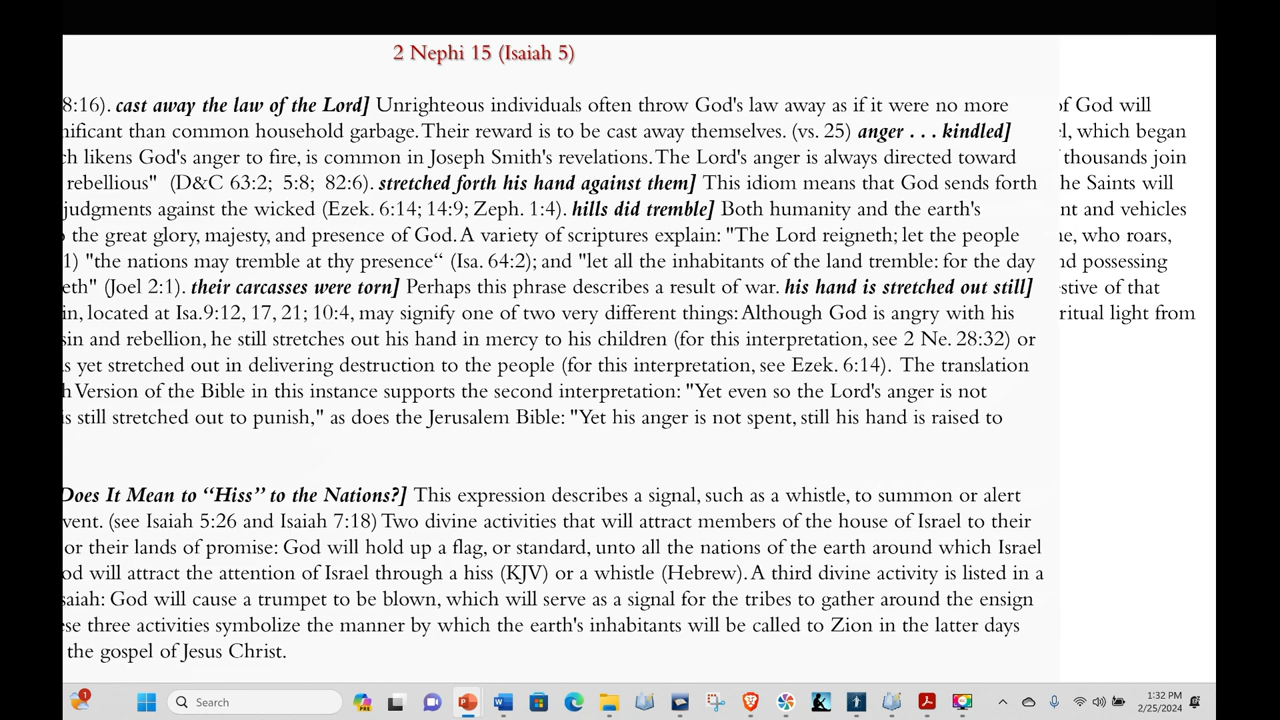 2 Nephi 15 (Isaiah 5)
8:16). cast away the law of the Lord] Unrighteous individuals often throw God's law away as if it were no more
nificant than common household garbage. Their reward is to be cast away themselves. (vs. 25) anger . . . kindled]
ch likens God's anger to fire, is common in Joseph Smith's revelations. The Lord's anger is always directed toward
rebellious" (D&C 63:2; 5:8; 82:6). stretched forth his hand against them] This idiom means that God sends forth
judgments against the wicked (Ezek. 6:14; 14:9; Zeph. 1:4). hills did tremble] Both humanity and the earth's
the great glory, majesty, and presence of God. A variety of scriptures explain: "The Lord reigneth; let the people
1) "the nations may tremble at thy presence“ (Isa. 64:2); and "let all the inhabitants of the land tremble: for the day
eth" (Joel 2:1). their carcasses were torn] Perhaps this phrase describes a result of war. his hand is stretched out still]
in, located at Isa.9:12, 17, 21; 10:4, may signify one of two very different things: Although God is angry with his
sin and rebellion, he still stretches out his hand in mercy to his children (for this interpretation, see 2 Ne. 28:32) or
s yet stretched out in delivering destruction to the people (for this interpretation, see Ezek. 6:14). The translation
h Version of the Bible in this instance supports the second interpretation: "Yet even so the Lord's anger is not
is still stretched out to punish," as does the Jerusalem Bible: "Yet his anger is not spent, still his hand is raised to
Does It Mean to “Hiss” to the Nations?] This expression describes a signal, such as a whistle, to summon or alert
vent. (see Isaiah 5:26 and Isaiah 7:18) Two divine activities that will attract members of the house of Israel to their
or their lands of promise: God will hold up a flag, or standard, unto all the nations of the earth around which Israel
od will attract the attention of Israel through a hiss (KJV) or a whistle (Hebrew). A third divine activity is listed in a
saiah: God will cause a trumpet to be blown, which will serve as a signal for the tribes to gather around the ensign
ese three activities symbolize the manner by which the earth's inhabitants will be called to Zion in the latter days
the gospel of Jesus Christ.
of God will
el, which began
thousands join
he Saints will
nt and vehicles
ne, who roars,
nd possessing
estive of that
ritual light from
1
Search
PRE
1:32 PM
2/25/2024